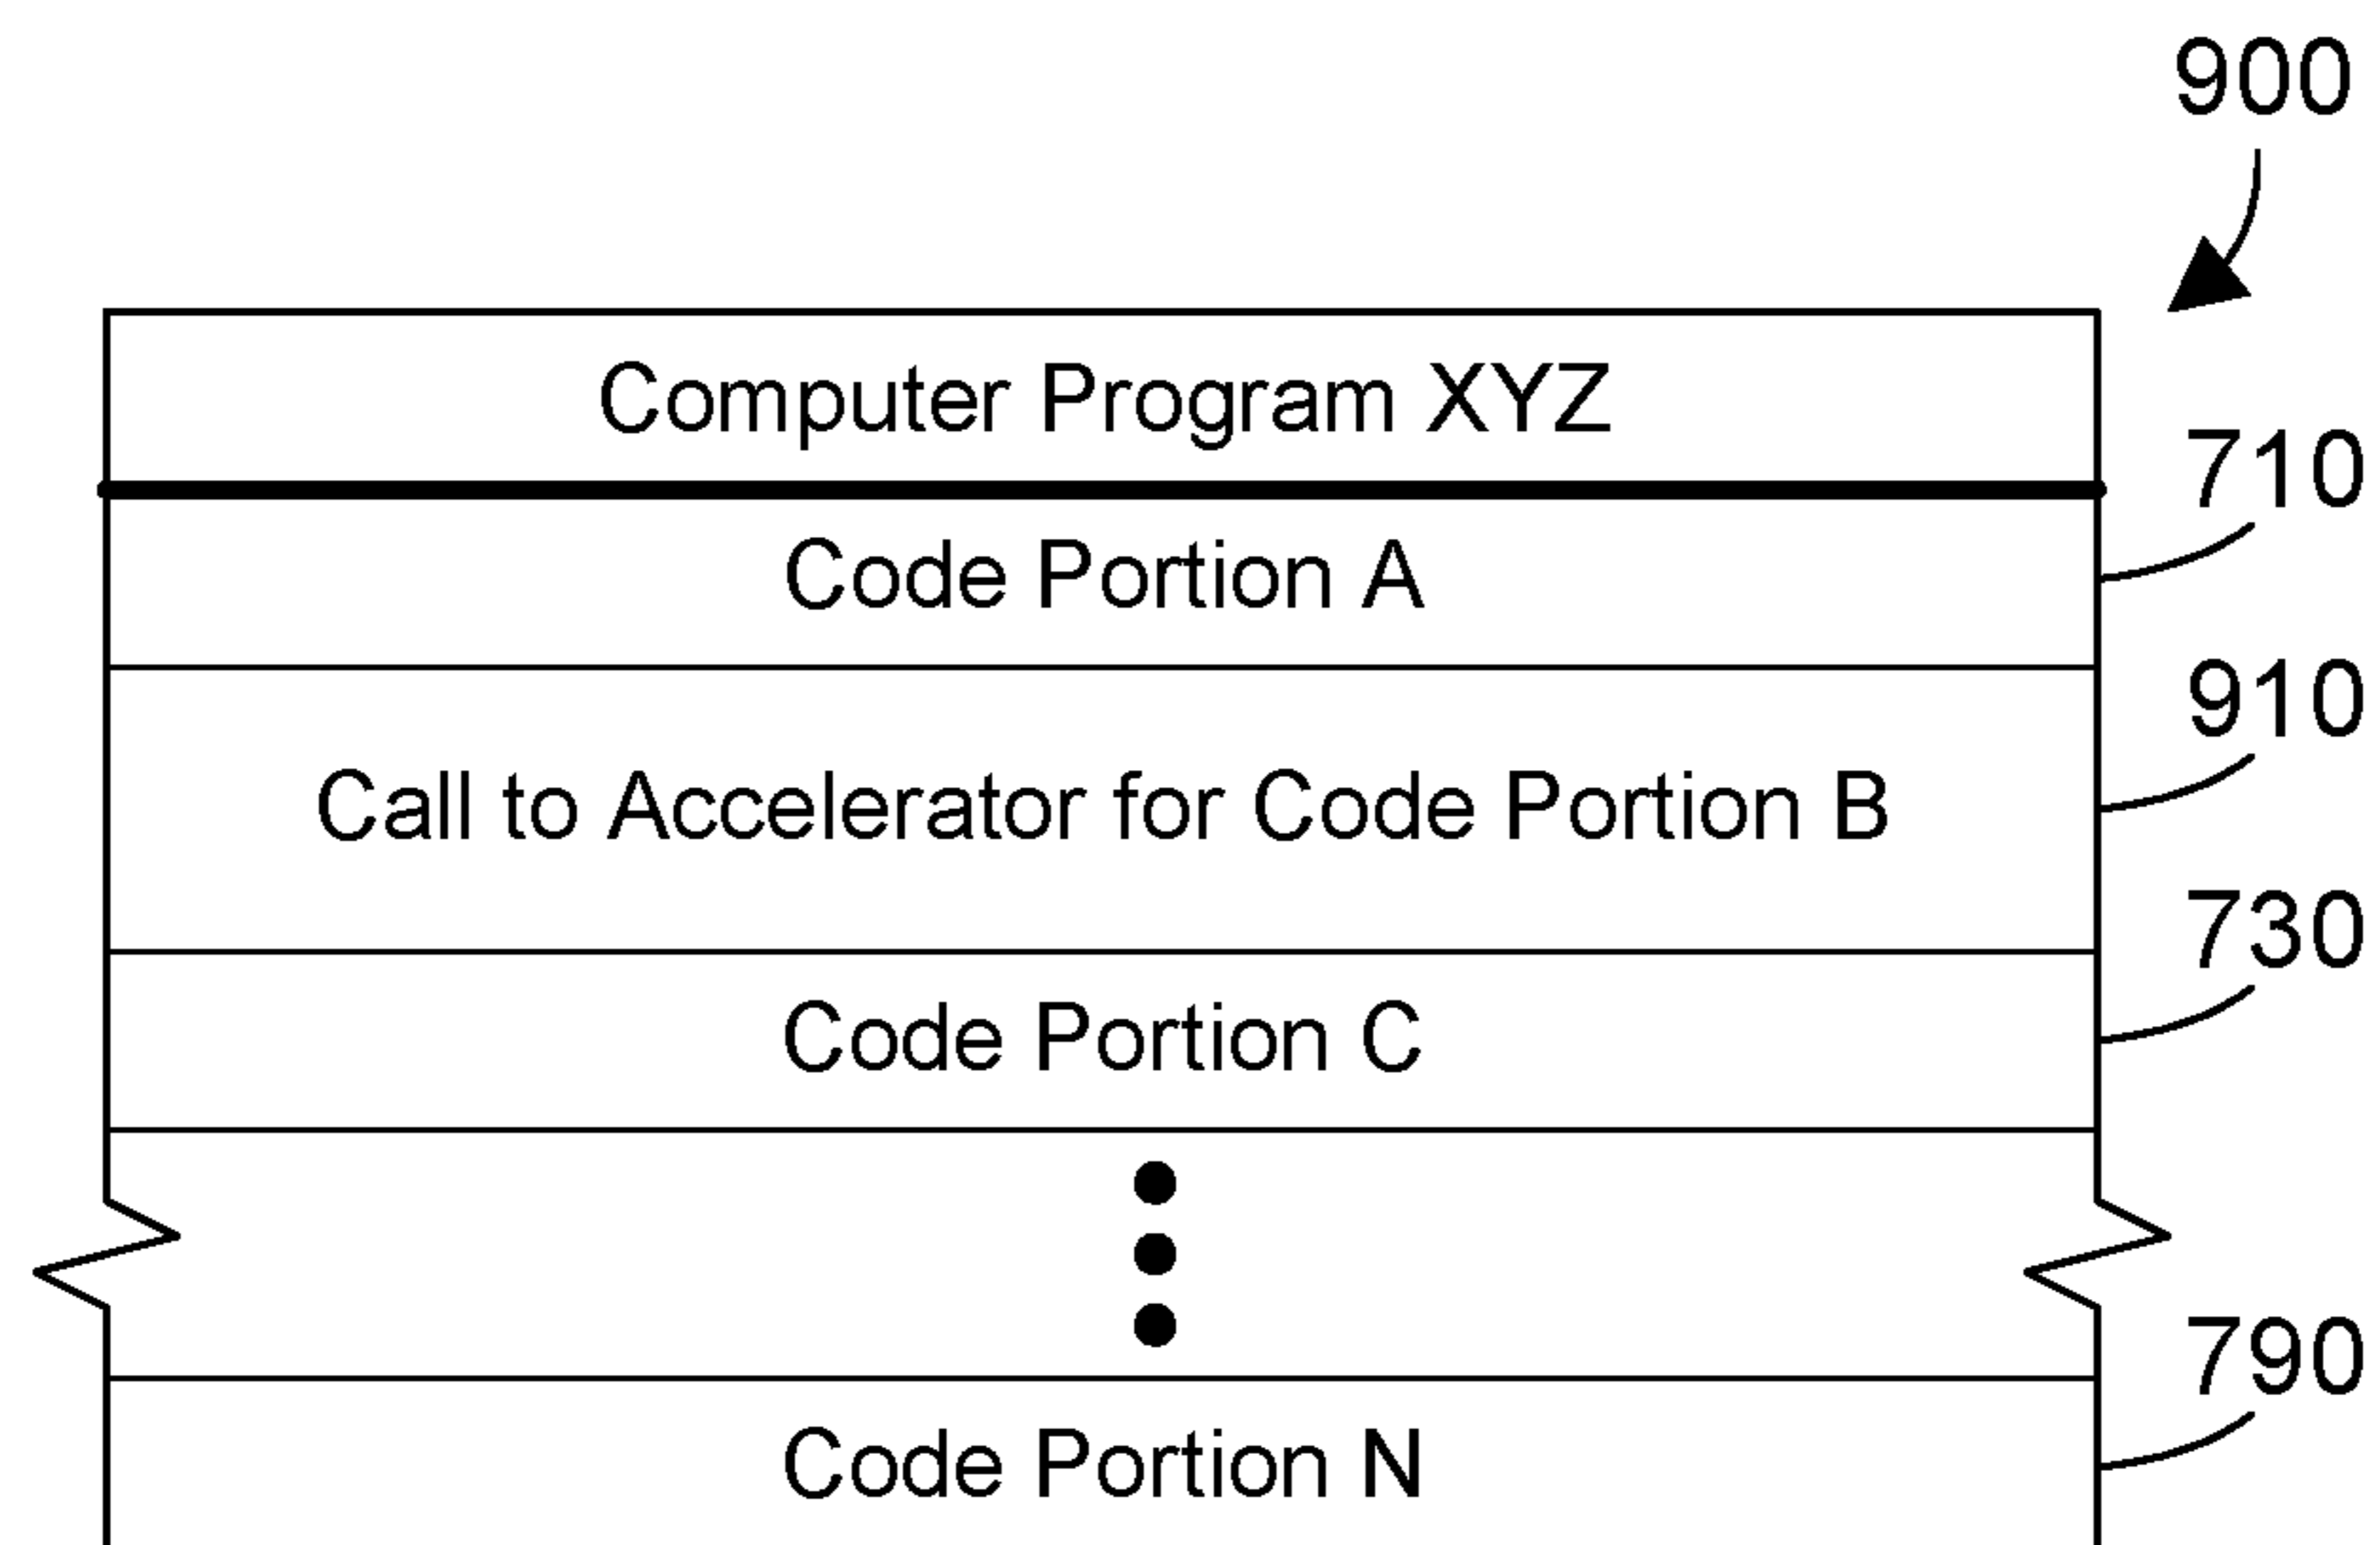 900
Computer Program XYZ
710
Code Portion A
910
Call to Accelerator for Code Portion B
730
Code Portion C
790
Code Portion N